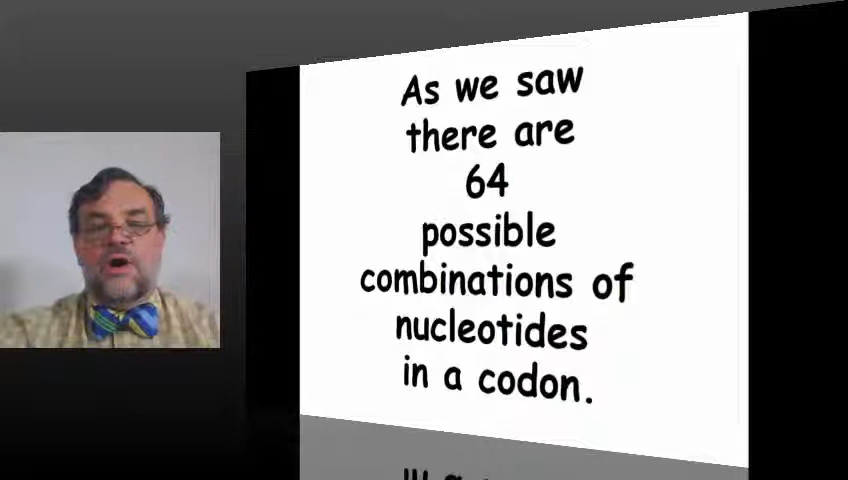 As we saw
there are
64
possible
combinations of
nucleotides
in a codon.